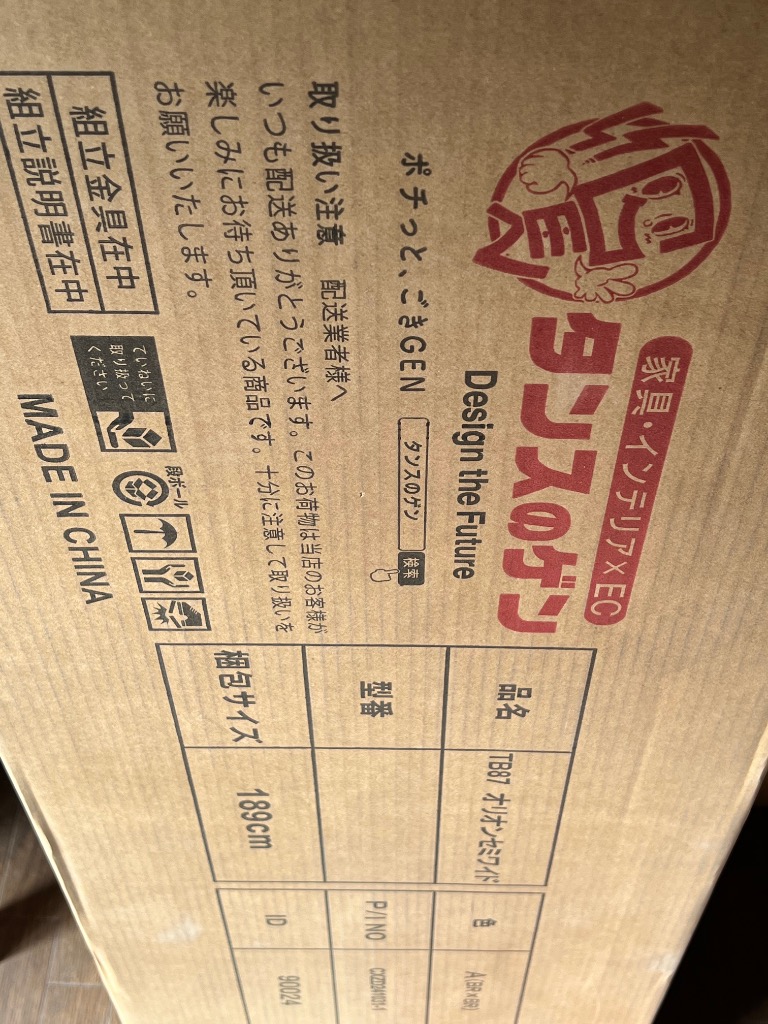 家具・インテリア×EC
タンスのゲン
Design the Future
ポチっと、ごきGEN
タンスのゲン
検索
取り扱い注意 配送業者様へ
いつも配送ありがとうございます。このお荷物は当店のお客様が
楽しみにお待ち頂いている商品です。十分に注意して取り扱いを
お願いいたします。
組立金具在中
組立説明書在中
ていねいに
取り扱って
ください
段ボール
MADE IN CHINA
品名 TB87 オリオンセミワイド 色 A(BR×BR)
型番 P/I NO
梱包サイズ 189cm ID 90024